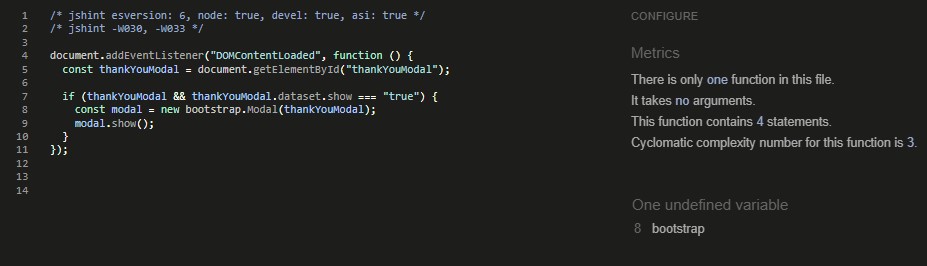 1 /* jshint esversion: 6, node: true, devel: true, asi: true */
2 /* jshint -W030, -W033 */
3
4 document.addEventListener("DOMContentLoaded", function () {
5   const thankYouModal = document.getElementById("thankYouModal");
6
7   if (thankYouModal && thankYouModal.dataset.show === "true") {
8     const modal = new bootstrap.Modal(thankYouModal);
9     modal.show();
10   }
11 });
12
13
14
CONFIGURE
Metrics
There is only one function in this file.
It takes no arguments.
This function contains 4 statements.
Cyclomatic complexity number for this function is 3.
One undefined variable
8 bootstrap